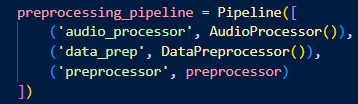 preprocessing_pipeline = Pipeline([
    ('audio_processor', AudioProcessor()),
    ('data_prep', DataPreprocessor()),
    ('preprocessor', preprocessor)
])